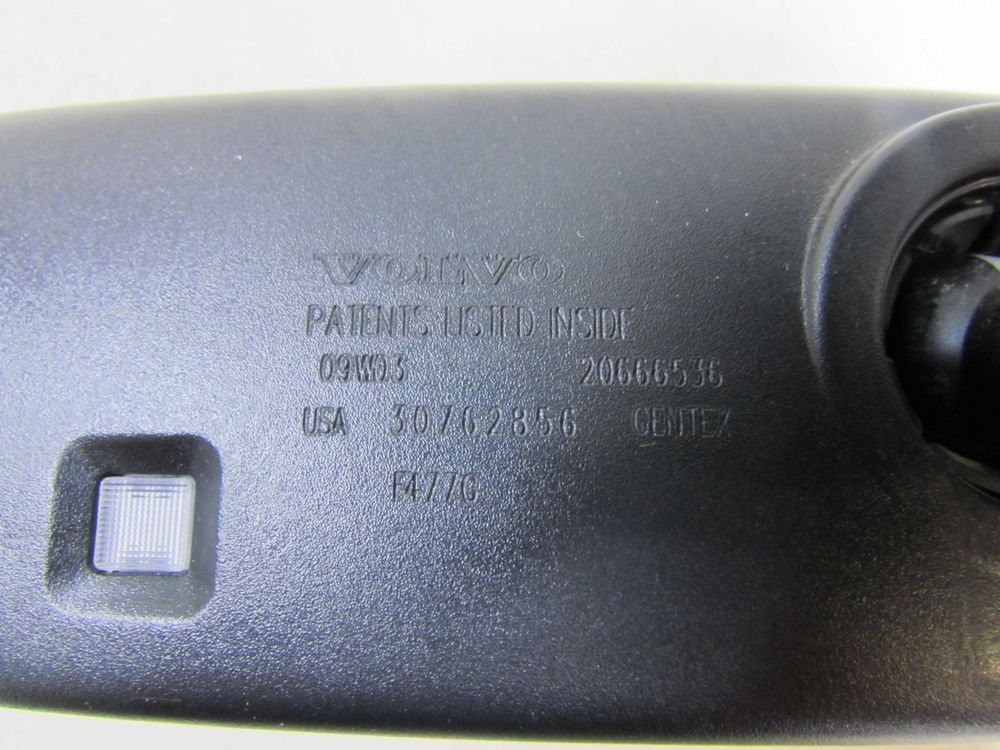 VOLVO
PATENTS LISTED INSIDE
09W03 20666536
USA 30762856 GENTEX
F477G